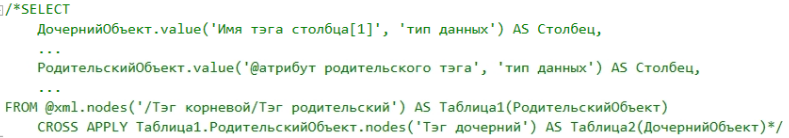 /*SELECT
ДочернийОбъект.value('Имя тэга столбца[1]', 'тип данных') AS Столбец,
...
РодительскийОбъект.value('@атрибут родительского тэга', 'тип данных') AS Столбец,
...
FROM @xml.nodes('/Тэг корневой/Тэг родительский') AS Таблица1(РодительскийОбъект)
CROSS APPLY Таблица1.РодительскийОбъект.nodes('Тэг дочерний') AS Таблица2(ДочернийОбъект)*/